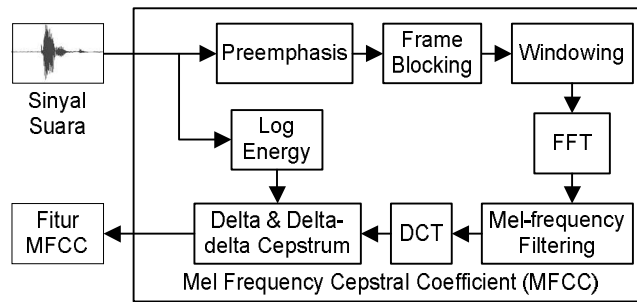 Sinyal
Suara
Preemphasis
Frame
Blocking
Windowing
Log
Energy
FFT
Fitur
MFCC
Delta & Delta-
delta Cepstrum
DCT
Mel-frequency
Filtering
Mel Frequency Cepstral Coefficient (MFCC)